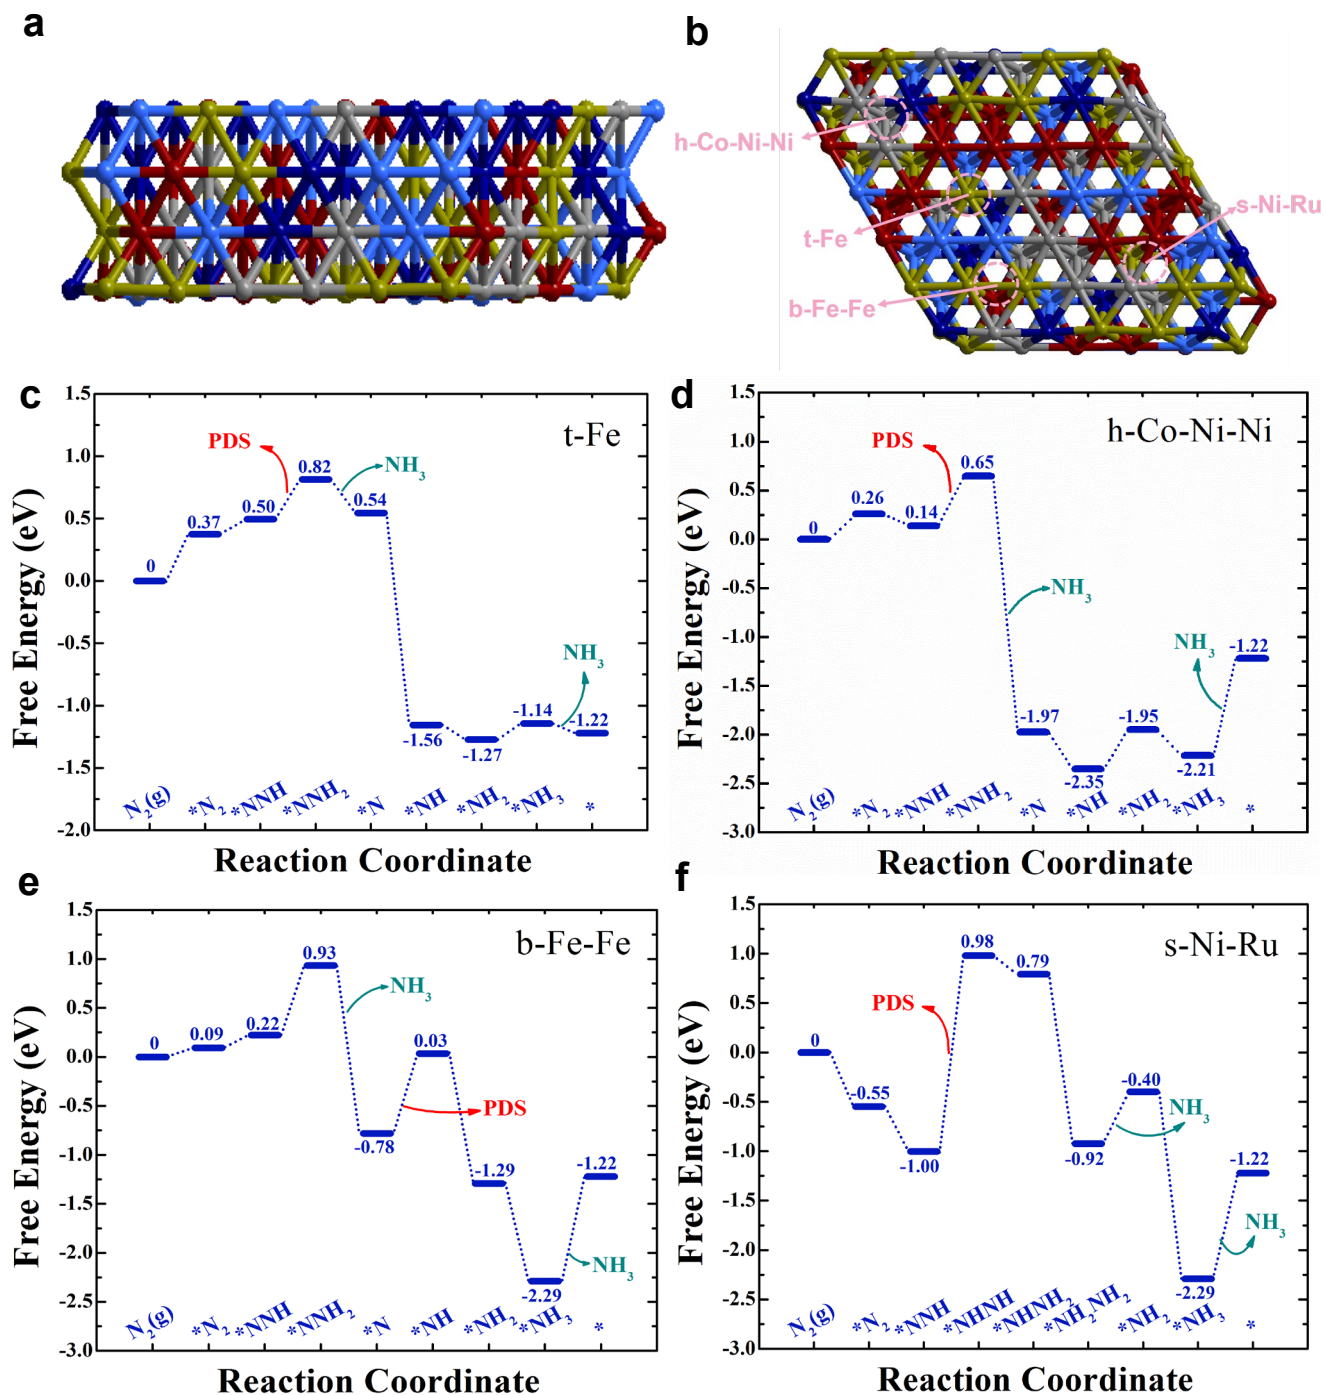 a
b
h-Co-Ni-Ni
t-Fe
s-Ni-Ru
b-Fe-Fe
c
t-Fe
Free Energy (eV)
1.5
1.0
0.5
0.0
-0.5
-1.0
-1.5
-2.0
PDS
NH3
NH3
0
0.37
0.50
0.82
0.54
-1.56
-1.27
-1.14
-1.22
N2(g)
*N2
*NNH
*NNH2
*N
*NH
*NH2
*NH3
*
Reaction Coordinate
d
h-Co-Ni-Ni
Free Energy (eV)
1.5
1.0
0.5
0.0
-0.5
-1.0
-1.5
-2.0
-2.5
-3.0
PDS
NH3
NH3
0
0.26
0.14
0.65
-1.97
-2.35
-1.95
-2.21
-1.22
N2(g)
*N2
*NNH
*NNH2
*N
*NH
*NH2
*NH3
*
Reaction Coordinate
e
b-Fe-Fe
Free Energy (eV)
1.5
1.0
0.5
0.0
-0.5
-1.0
-1.5
-2.0
-2.5
-3.0
NH3
PDS
NH3
0
0.09
0.22
0.93
-0.78
0.03
-1.29
-2.29
-1.22
N2(g)
*N2
*NNH
*NNH2
*N
*NH
*NH2
*NH3
*
Reaction Coordinate
f
s-Ni-Ru
Free Energy (eV)
1.5
1.0
0.5
0.0
-0.5
-1.0
-1.5
-2.0
-2.5
-3.0
PDS
NH3
NH3
0
-0.55
-1.00
0.98
0.79
-0.92
-0.40
-2.29
-1.22
N2(g)
*N2
*NNH
*NHNH
*NHNH2
*NH2NH2
*NH2
*NH3
*
Reaction Coordinate